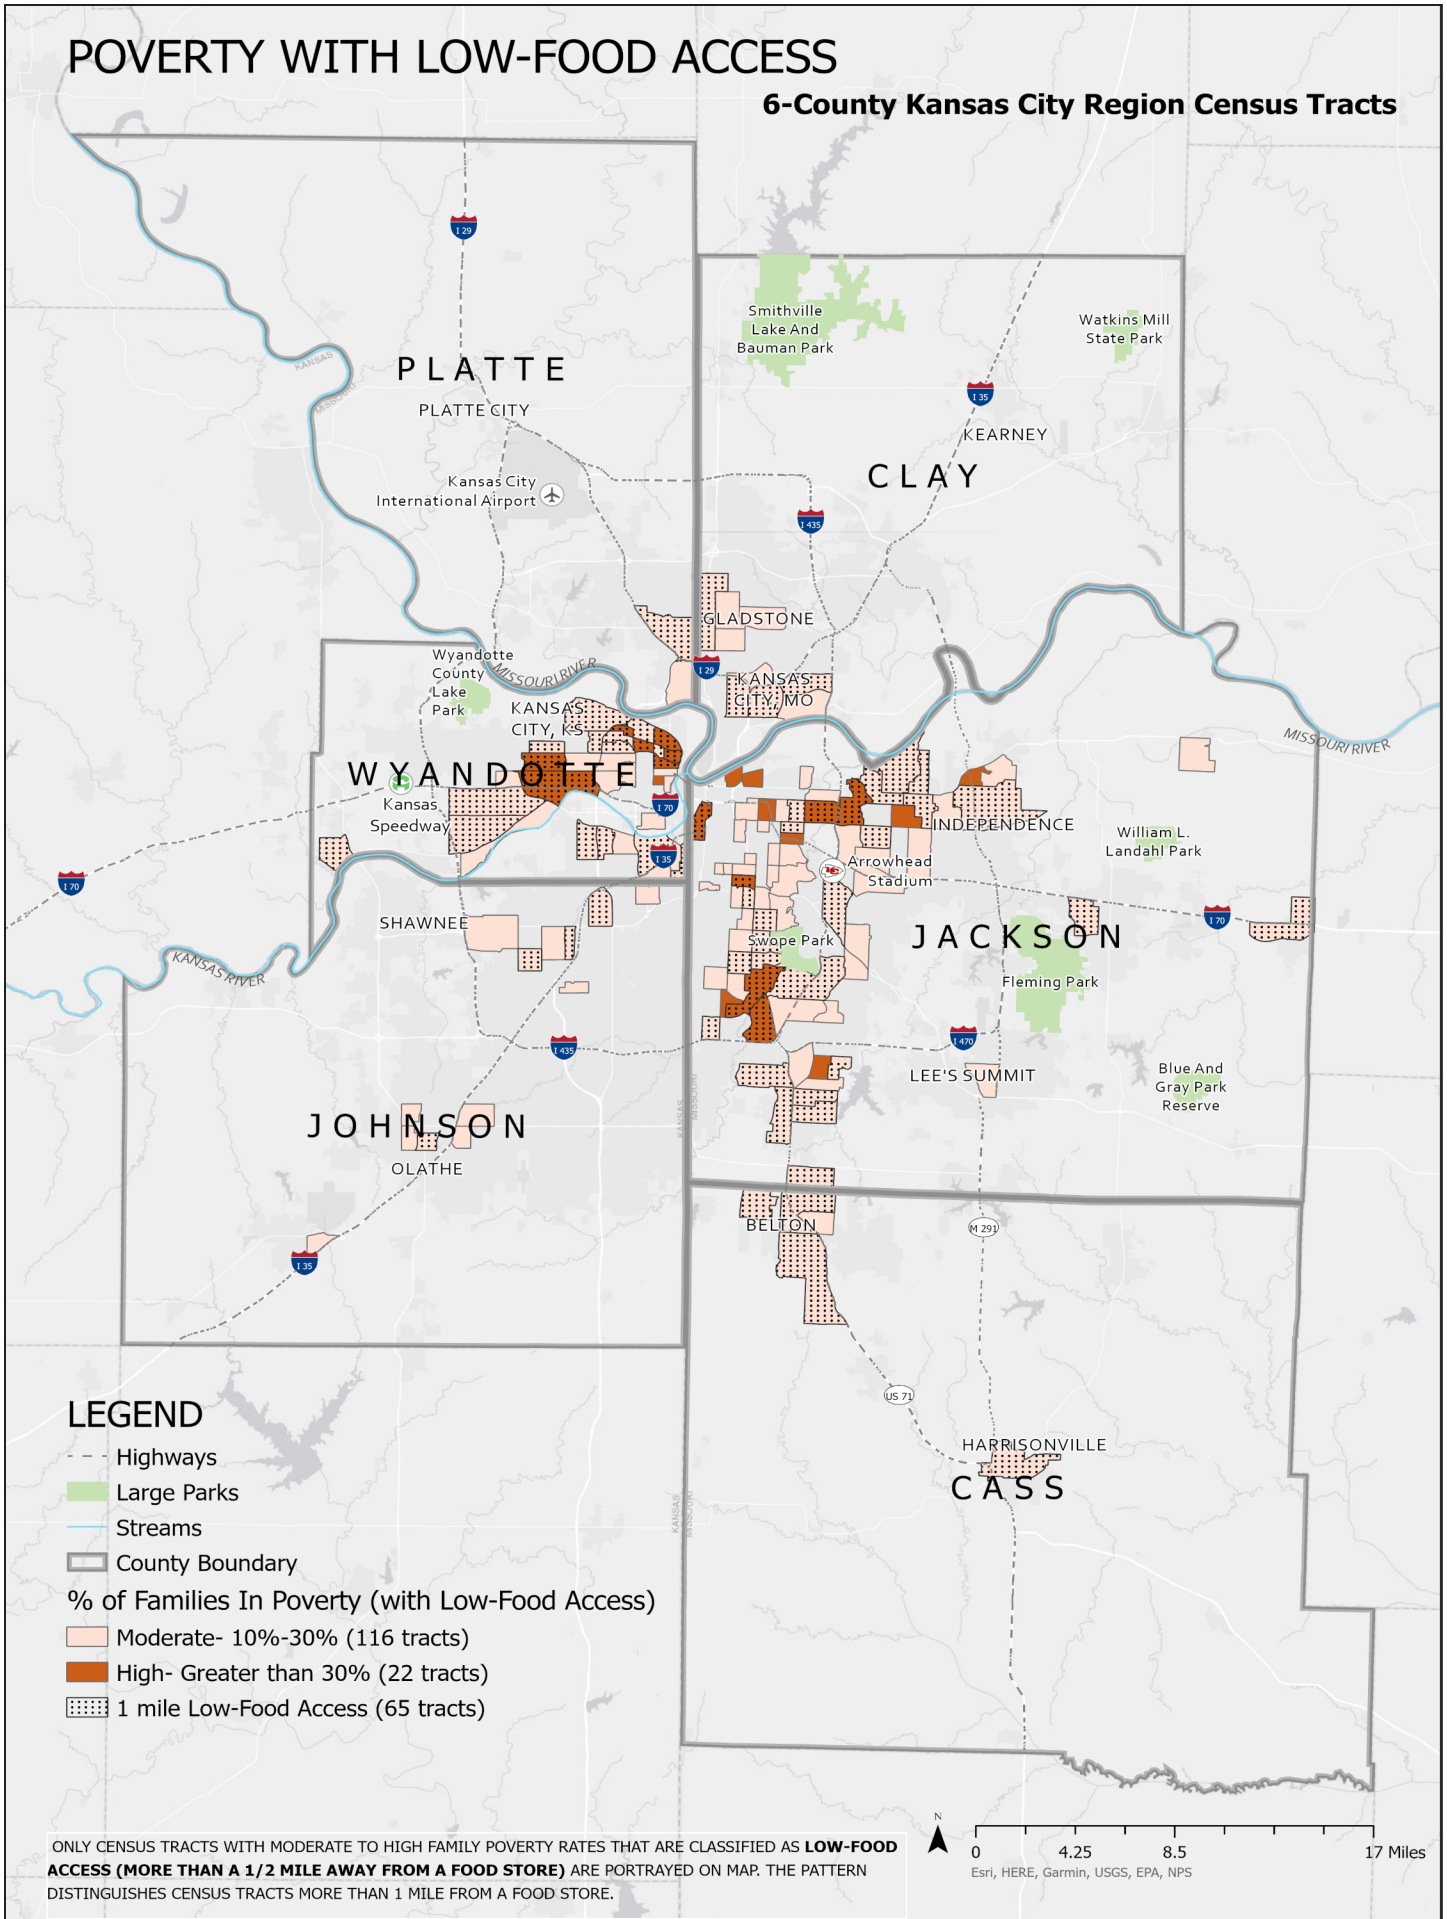 POVERTY WITH LOW-FOOD ACCESS
6-County Kansas City Region Census Tracts
I 29
Smithville
Lake And
Bauman Park
Watkins Mill
State Park
KANSAS
MISSOURI
PLATTE
PLATTE CITY
I 35
KEARNEY
CLAY
Kansas City
International Airport
I 435
GLADSTONE
Wyandotte
County
Lake
Park
MISSOURI RIVER
I 29
KANSAS
CITY, MO
KANSAS
CITY, KS
MISSOURI RIVER
WYANDOTTE
Kansas
Speedway
I 70
INDEPENDENCE
William L.
Landahl Park
I 35
Arrowhead
Stadium
I 70
SHAWNEE
I 70
Swope Park
JACKSON
KANSAS RIVER
Fleming Park
I 435
I 470
LEE'S SUMMIT
Blue And
Gray Park
Reserve
KANSAS
MISSOURI
JOHNSON
OLATHE
BELTON
M 291
I 35
US 71
HARRISONVILLE
CASS
KANSAS
MISSOURI
LEGEND
Highways
Large Parks
Streams
County Boundary
% of Families In Poverty (with Low-Food Access)
Moderate- 10%-30% (116 tracts)
High- Greater than 30% (22 tracts)
1 mile Low-Food Access (65 tracts)
ONLY CENSUS TRACTS WITH MODERATE TO HIGH FAMILY POVERTY RATES THAT ARE CLASSIFIED AS LOW-FOOD
ACCESS (MORE THAN A 1/2 MILE AWAY FROM A FOOD STORE) ARE PORTRAYED ON MAP. THE PATTERN
DISTINGUISHES CENSUS TRACTS MORE THAN 1 MILE FROM A FOOD STORE.
N
0 4.25 8.5 17 Miles
Esri, HERE, Garmin, USGS, EPA, NPS